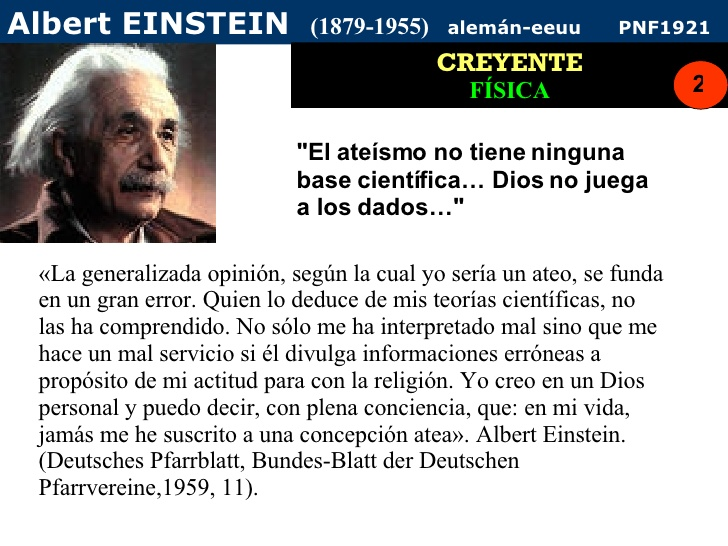 Albert EINSTEIN (1879-1955) alemán-eeuu PNF1921
CREYENTE
FÍSICA
2
"El ateísmo no tiene ninguna
base científica… Dios no juega
a los dados…"
«La generalizada opinión, según la cual yo sería un ateo, se funda
en un gran error. Quien lo deduce de mis teorías científicas, no
las ha comprendido. No sólo me ha interpretado mal sino que me
hace un mal servicio si él divulga informaciones erróneas a
propósito de mi actitud para con la religión. Yo creo en un Dios
personal y puedo decir, con plena conciencia, que: en mi vida,
jamás me he suscrito a una concepción atea». Albert Einstein.
(Deutsches Pfarrblatt, Bundes-Blatt der Deutschen
Pfarrvereine,1959, 11).